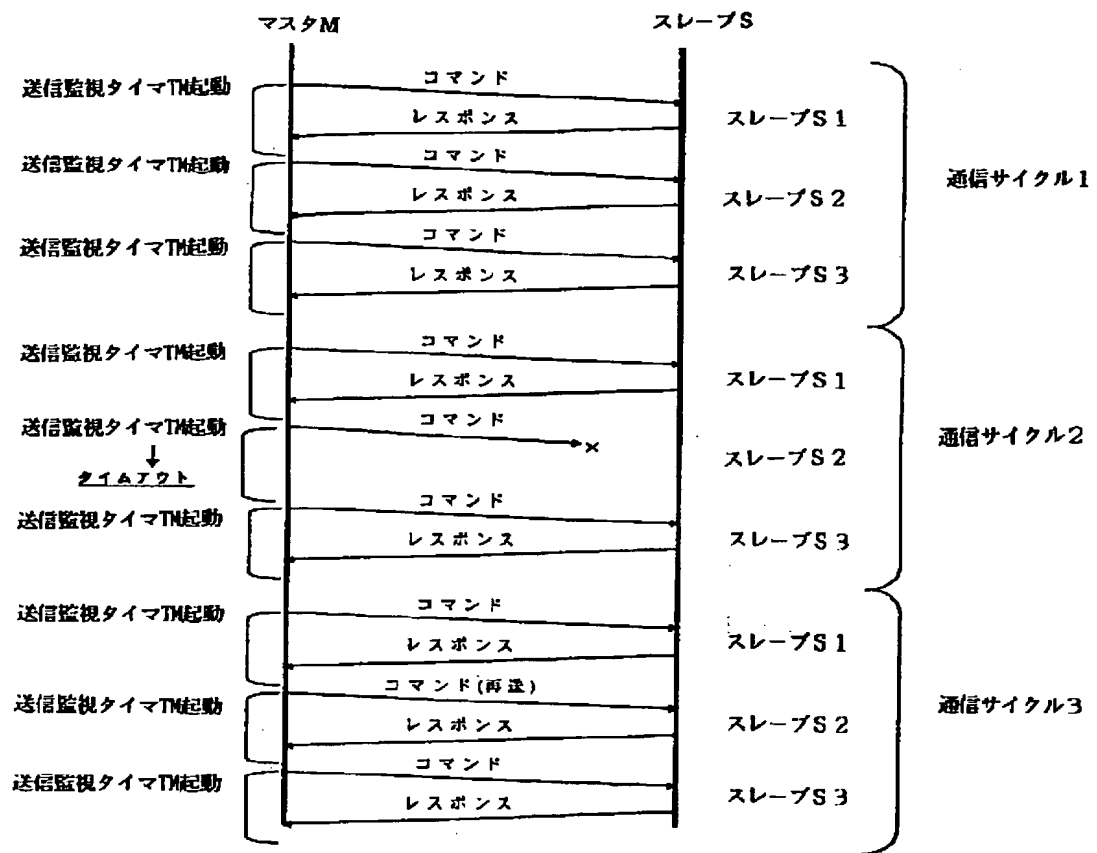 マスタM
スレーブS
送信監視タイマTM起動
コマンド
レスポンス
スレーブS1
送信監視タイマTM起動
コマンド
レスポンス
スレーブS2
通信サイクル1
送信監視タイマTM起動
コマンド
レスポンス
スレーブS3
送信監視タイマTM起動
コマンド
レスポンス
スレーブS1
送信監視タイマTM起動
↓
タイムアウト
コマンド
×
スレーブS2
通信サイクル2
送信監視タイマTM起動
コマンド
レスポンス
スレーブS3
送信監視タイマTM起動
コマンド
レスポンス
スレーブS1
送信監視タイマTM起動
コマンド(再送)
レスポンス
スレーブS2
通信サイクル3
送信監視タイマTM起動
コマンド
レスポンス
スレーブS3